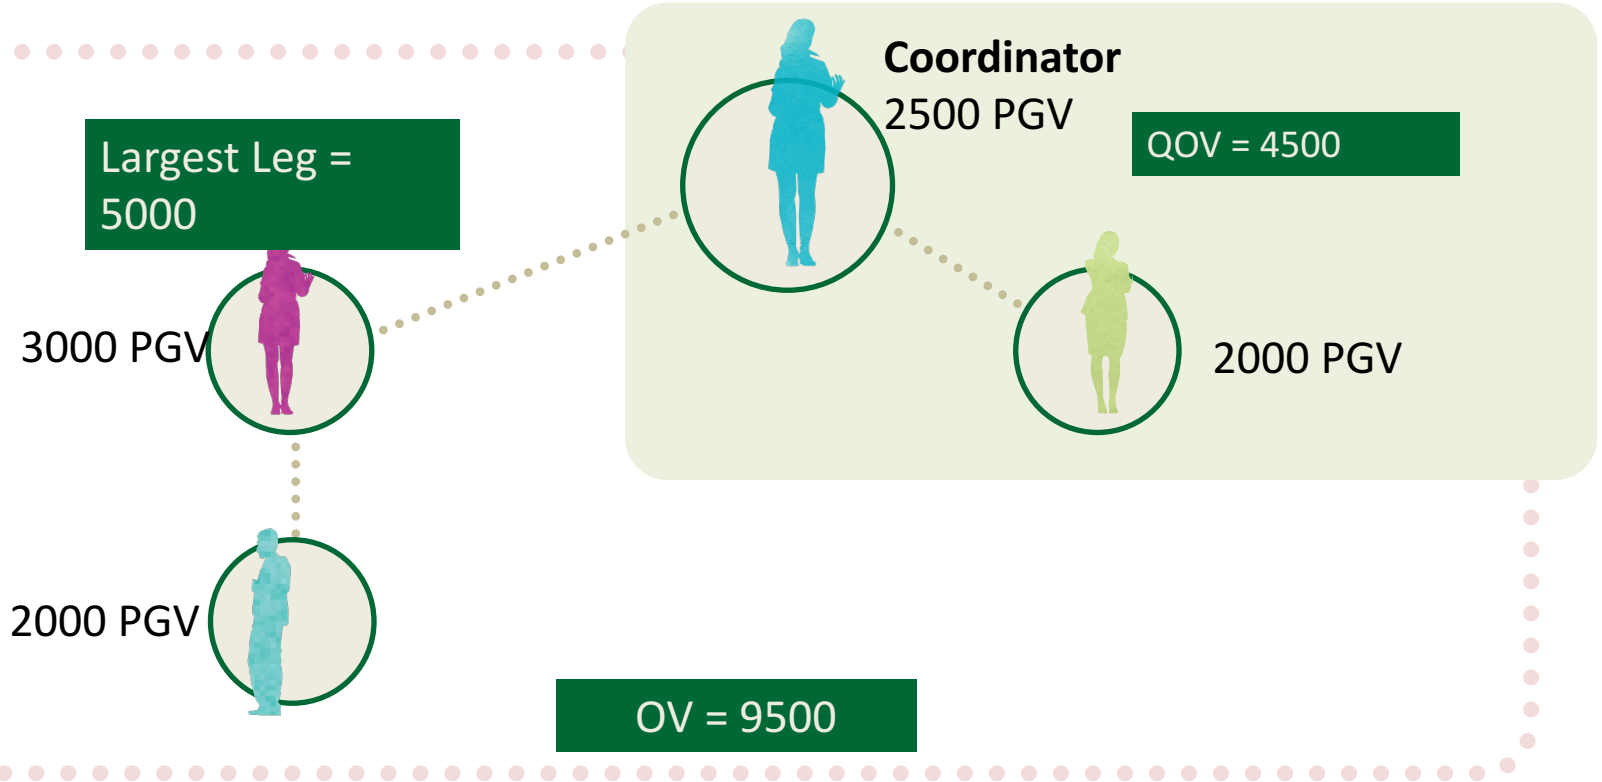 Coordinator
2500 PGV
QOV = 4500
Largest Leg =
5000
3000 PGV
2000 PGV
2000 PGV
OV = 9500